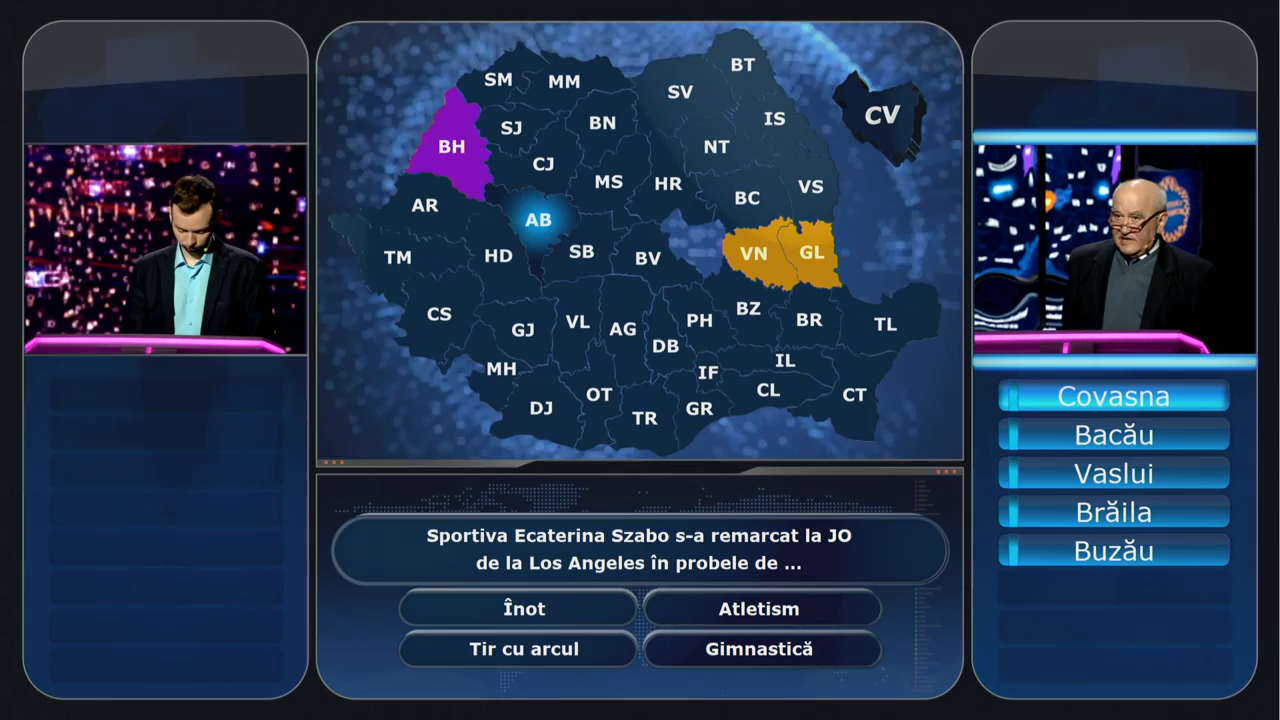 BT
SM
MM
SV
CV
IS
BN
SJ
BH
NT
CJ
MS
HR
VS
BC
AR
AB
SB
VN
GL
HD
TM
BV
BZ
CS
VL
PH
BR
TL
GJ
AG
DB
IL
MH
IF
CL
OT
CT
DJ
GR
TR
Sportiva Ecaterina Szabo s-a remarcat la JO
de la Los Angeles în probele de ...
Înot
Atletism
Tir cu arcul
Gimnastică
Covasna
Bacău
Vaslui
Brăila
Buzău